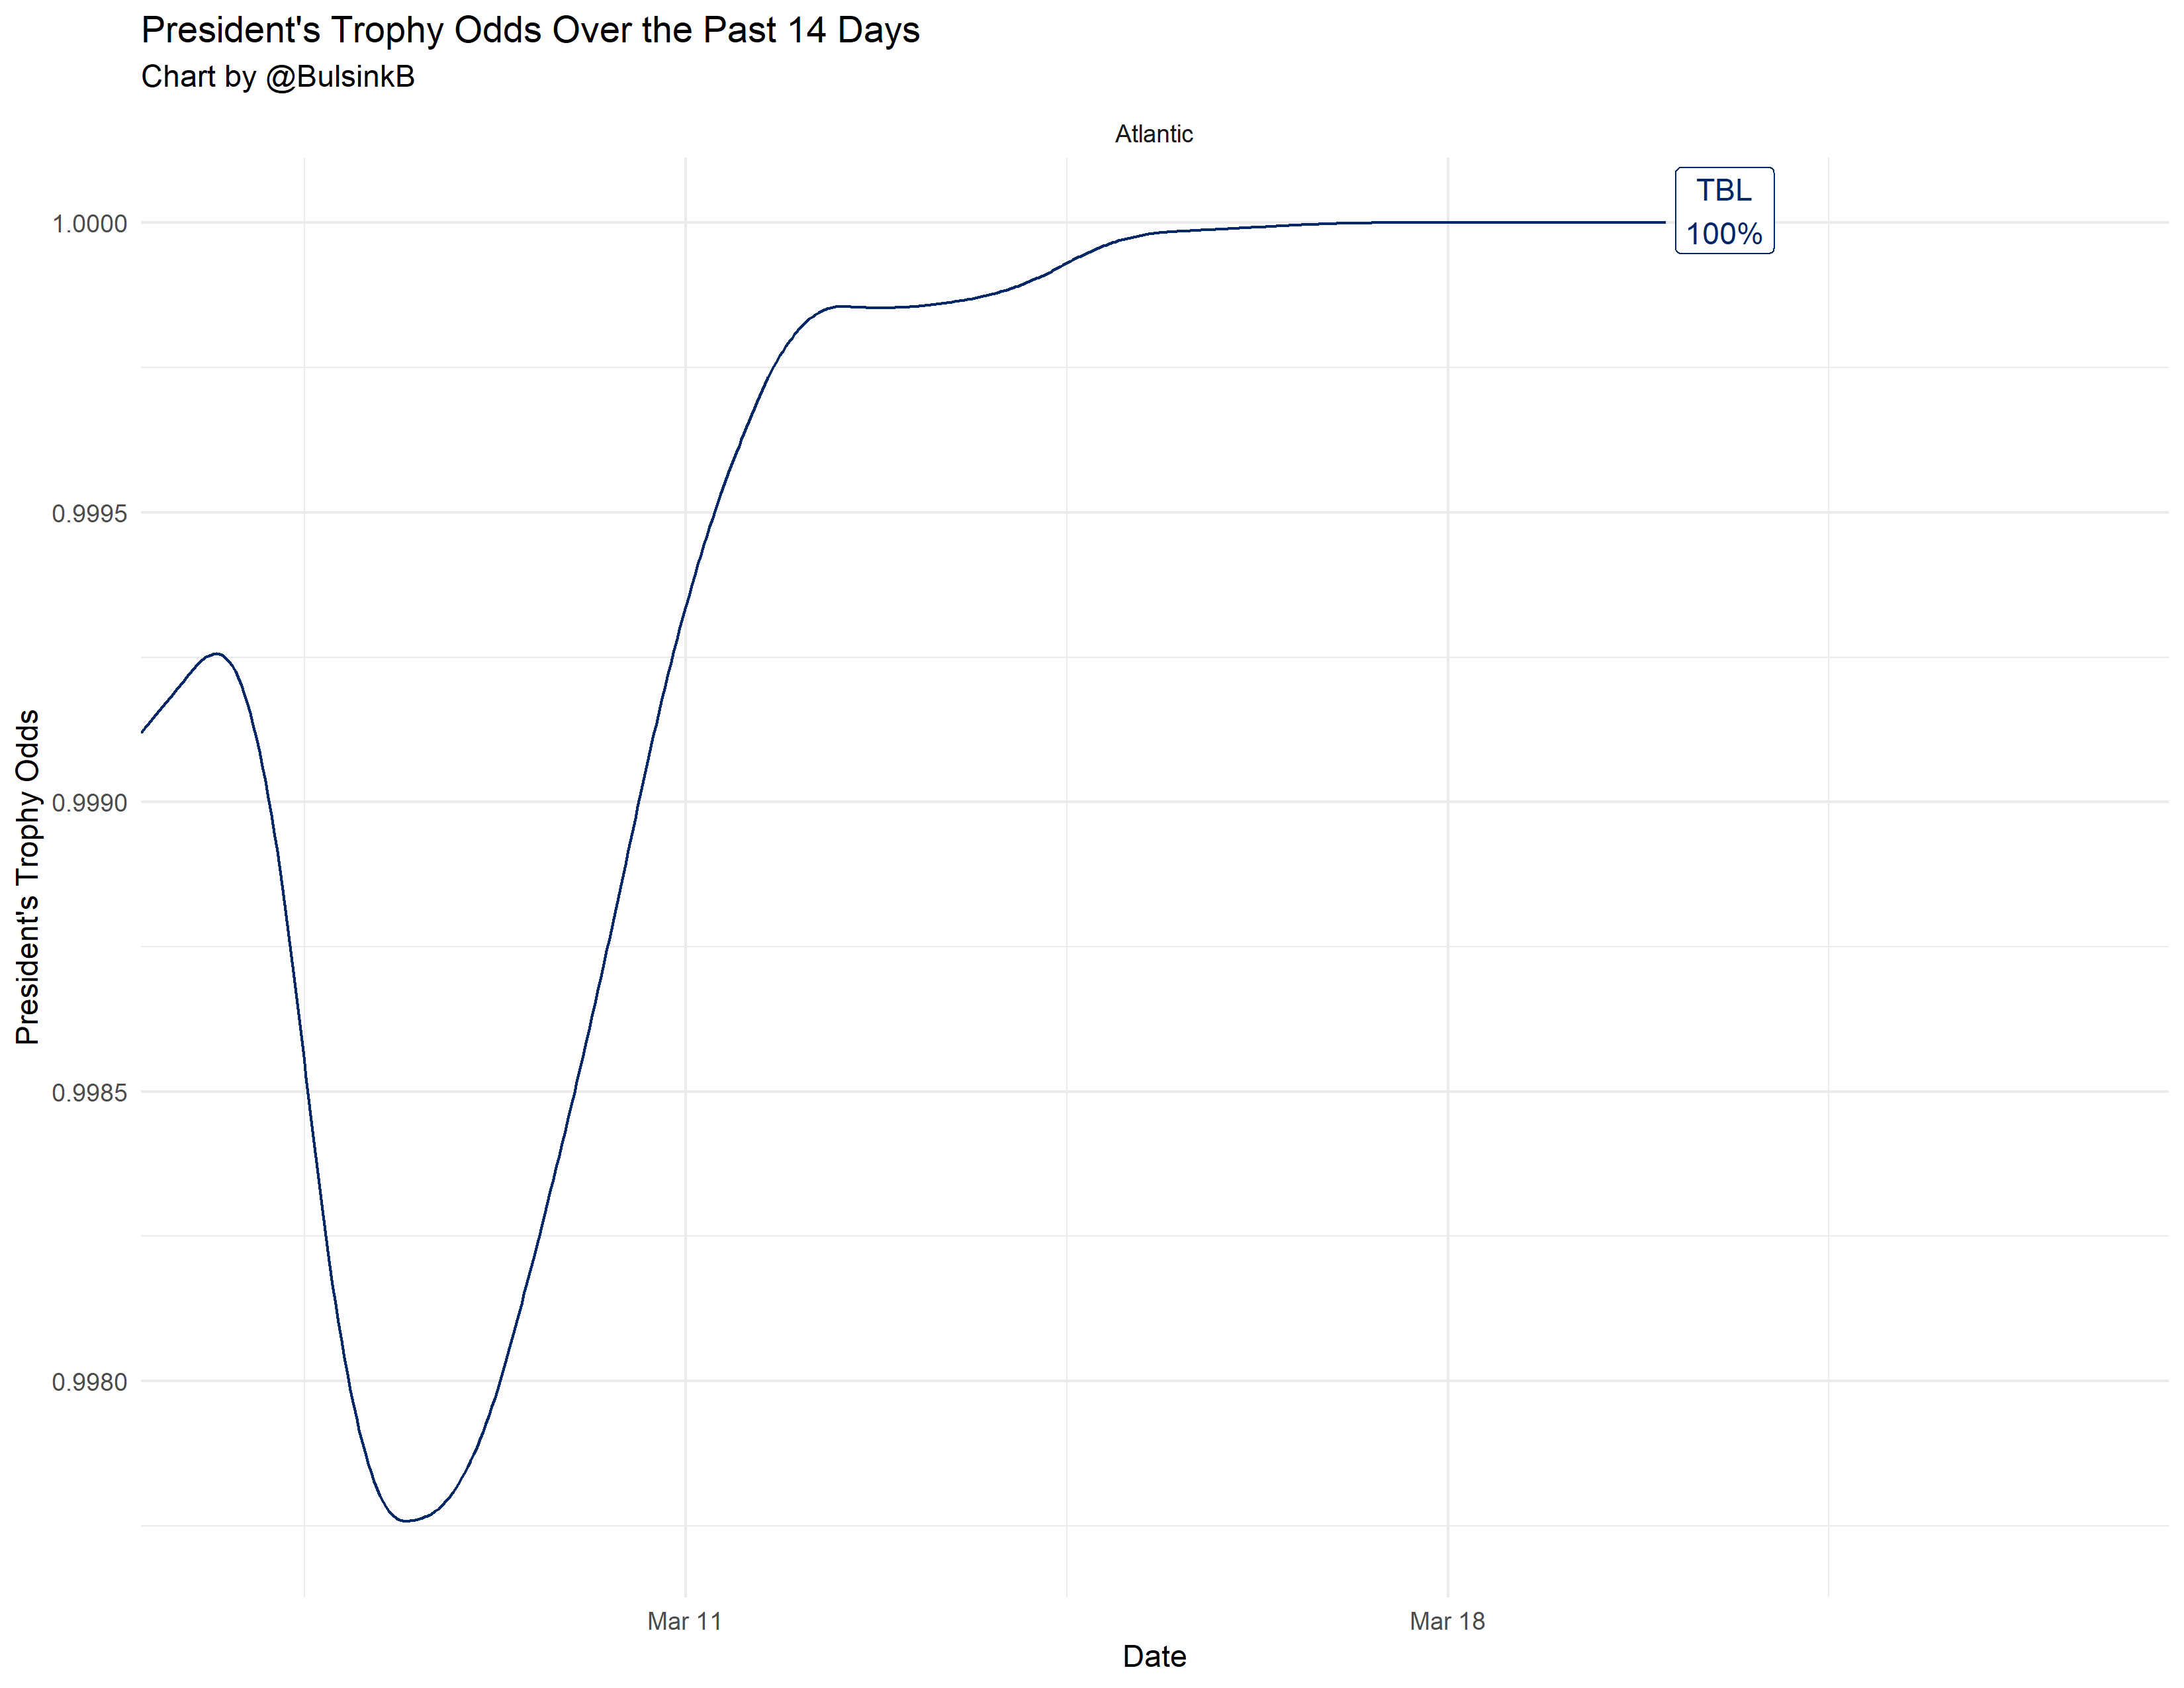 President's Trophy Odds Over the Past 14 Days
Chart by @BulsinkB
Atlantic
TBL
100%
1.0000
0.9995
0.9990
0.9985
0.9980
President's Trophy Odds
Mar 11
Mar 18
Date